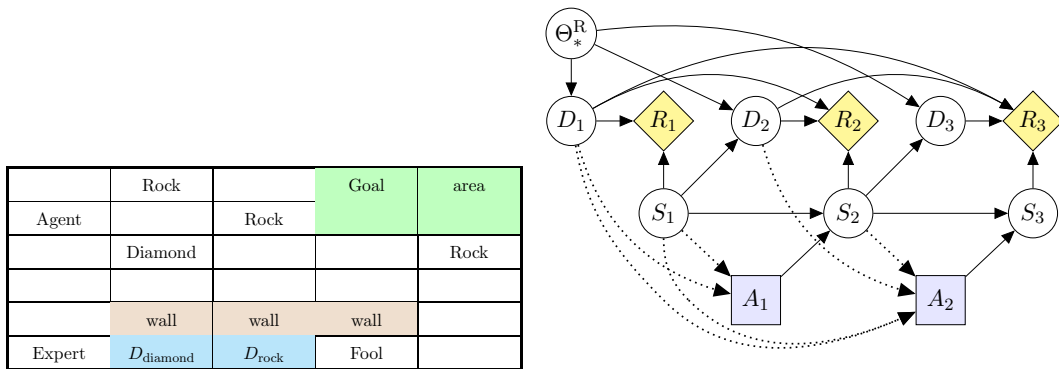 Rock Goal area
Agent Rock
Diamond Rock
wall wall wall
Expert D_diamond D_rock Fool
Θ_*^R
D_1 R_1 D_2 R_2 D_3 R_3
S_1 S_2 S_3
A_1 A_2